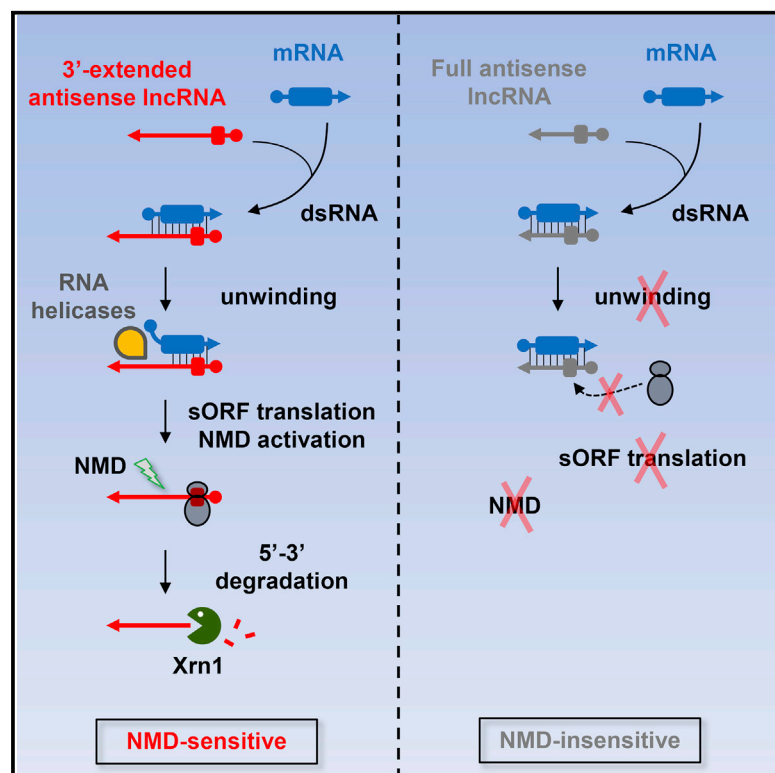 mRNA
3’-extended
antisense lncRNA
dsRNA
RNA
helicases
unwinding
sORF translation
NMD activation
NMD
5’-3’
degradation
Xrn1
NMD-sensitive
mRNA
Full antisense
lncRNA
dsRNA
unwinding
sORF translation
NMD
NMD-insensitive